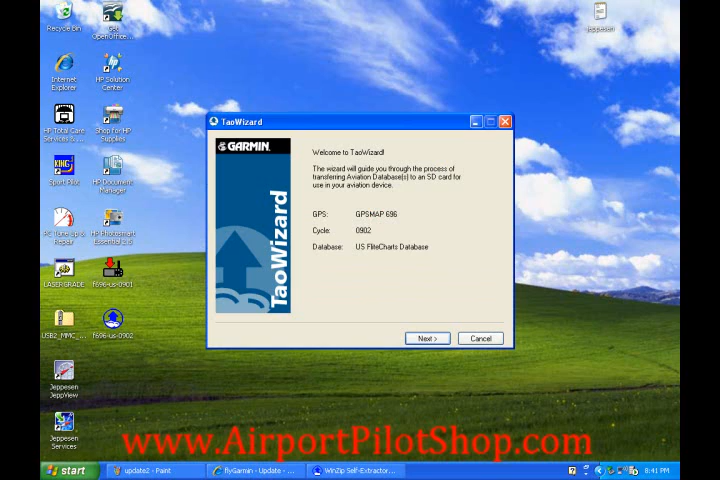 Recycle Bin
Get OpenOffice...
Jeppesen
Internet Explorer
HP Solution Center
HP Total Care Services & ...
Shop for HP Supplies
KING
Sport Pilot
HP Document Manager
PC Tune Up & Repair
HP Photosmart Essential 2.0
LASERGRADE
f696-us-0901
USB2_MMC_...
f696-us-0902
Jeppesen JeppView
Jeppesen Services
TaoWizard
GARMIN.
TaoWizard
Welcome to TaoWizard!
The wizard will guide you through the process of
transferring Aviation Database(s) to an SD card for
use in your aviation device.
GPS: GPSMAP 696
Cycle: 0902
Database: US FliteCharts Database
Next >
Cancel
www.AirportPilotShop.com
start
update2 - Paint
flyGarmin - Update - ...
WinZip Self-Extractor...
8:41 PM